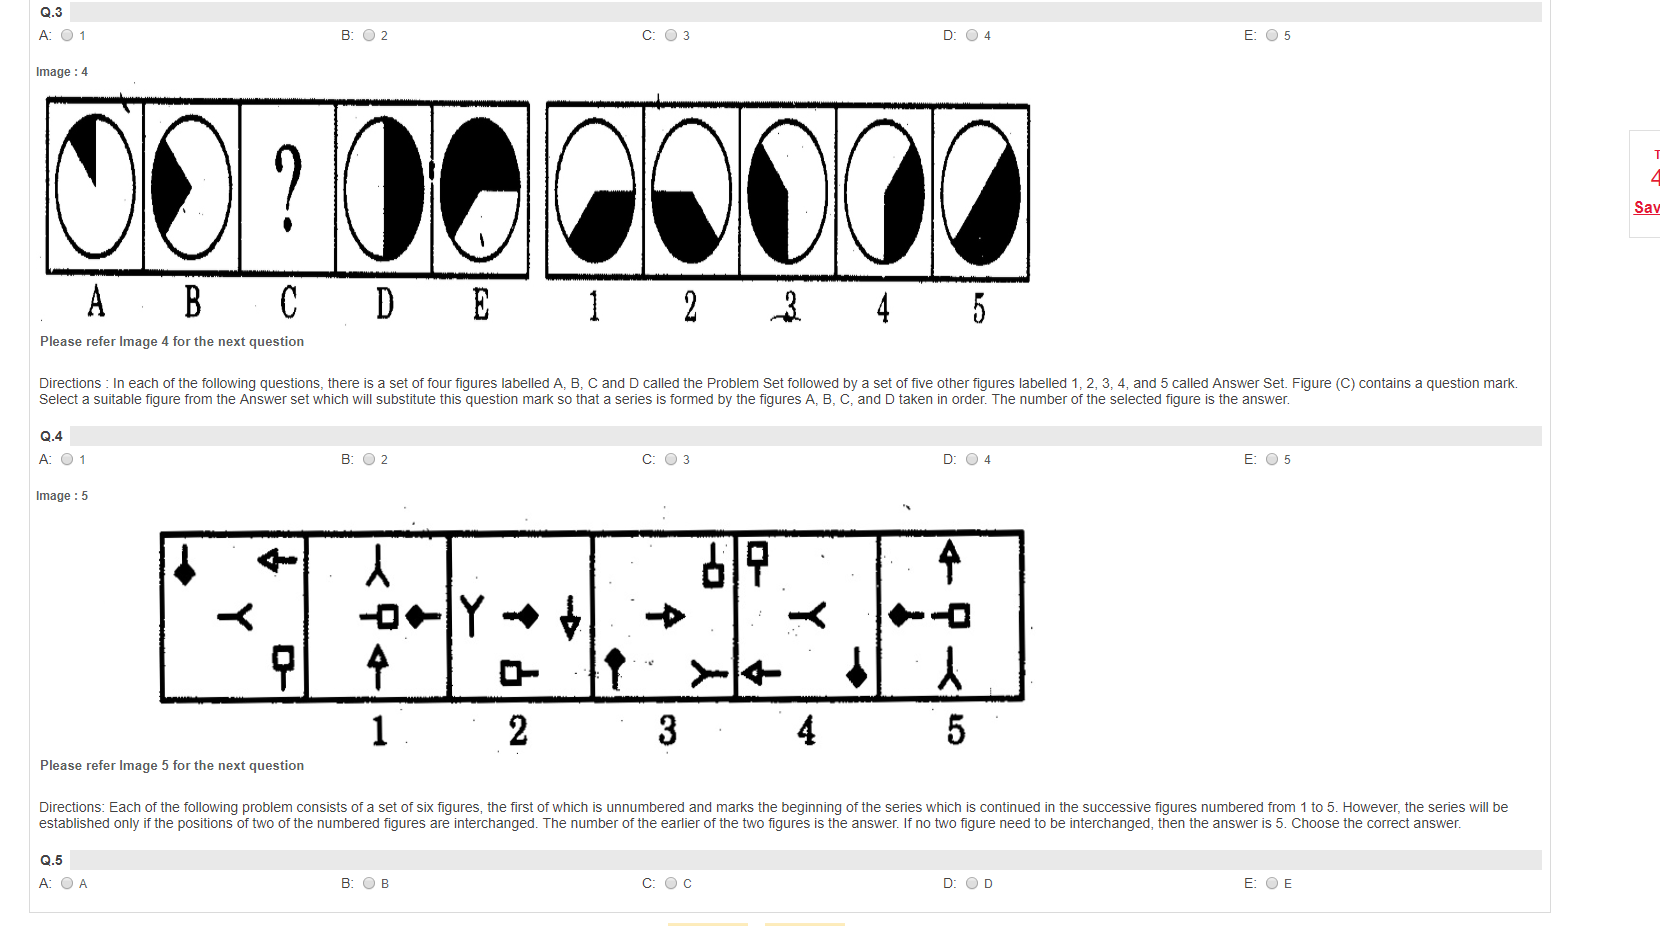 Q.3
A: 1 B: 2 C: 3 D: 4 E: 5
Image : 4
?
A B C D E 1 2 3 4 5
Please refer Image 4 for the next question
Directions : In each of the following questions, there is a set of four figures labelled A, B, C and D called the Problem Set followed by a set of five other figures labelled 1, 2, 3, 4, and 5 called Answer Set. Figure (C) contains a question mark.
Select a suitable figure from the Answer set which will substitute this question mark so that a series is formed by the figures A, B, C, and D taken in order. The number of the selected figure is the answer.
Q.4
A: 1 B: 2 C: 3 D: 4 E: 5
Image : 5
1 2 3 4 5
Please refer Image 5 for the next question
Directions: Each of the following problem consists of a set of six figures, the first of which is unnumbered and marks the beginning of the series which is continued in the successive figures numbered from 1 to 5. However, the series will be
established only if the positions of two of the numbered figures are interchanged. The number of the earlier of the two figures is the answer. If no two figure need to be interchanged, then the answer is 5. Choose the correct answer.
Q.5
A: A B: B C: C D: D E: E
T
4
Sav